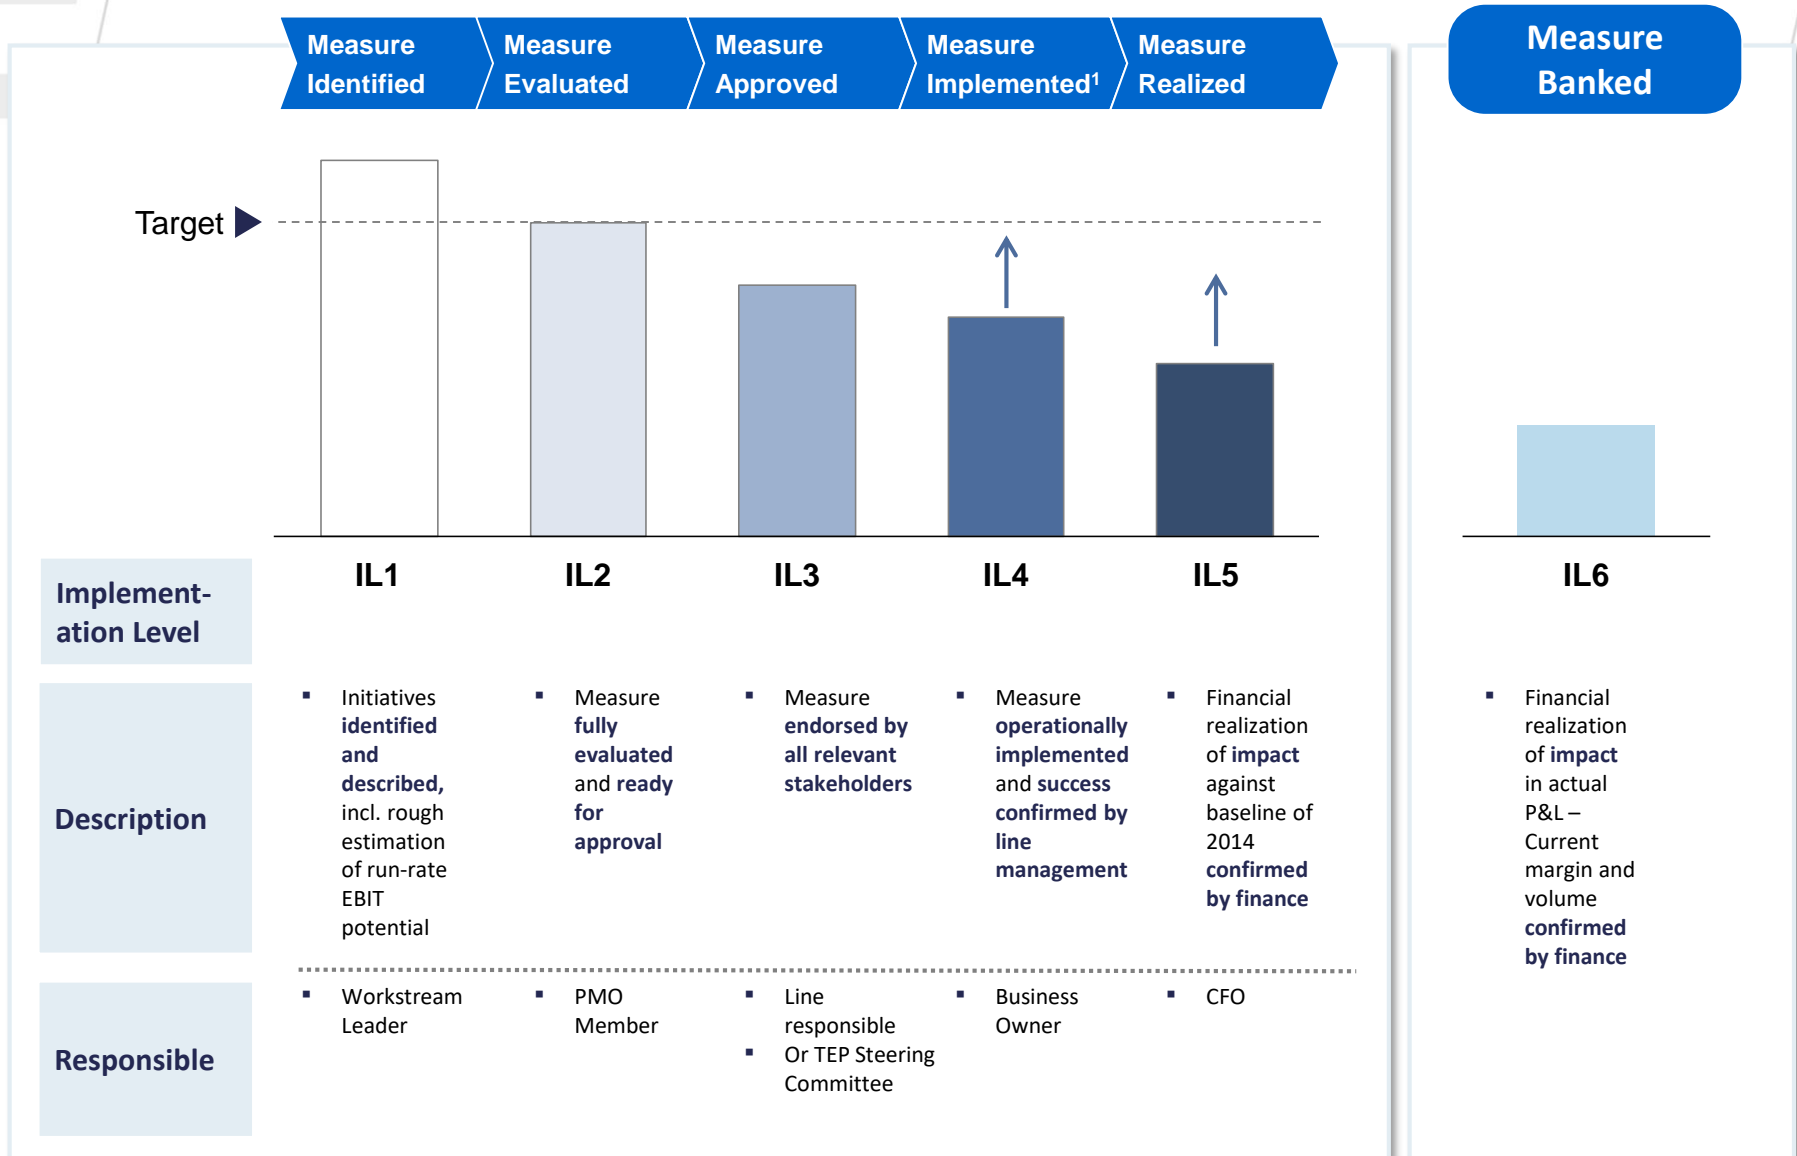 Measure
Identified
Measure
Evaluated
Measure
Approved
Measure
Implemented¹
Measure
Realized
Measure
Banked
Target
IL1
IL2
IL3
IL4
IL5
IL6
Implement-
ation Level
Description
▪ Initiatives
identified
and
described,
incl. rough
estimation
of run-rate
EBIT
potential
▪ Measure
fully
evaluated
and ready
for
approval
▪ Measure
endorsed by
all relevant
stakeholders
▪ Measure
operationally
implemented
and success
confirmed by
line
management
▪ Financial
realization
of impact
against
baseline of
2014
confirmed
by finance
▪ Financial
realization
of impact
in actual
P&L –
Current
margin and
volume
confirmed
by finance
Responsible
▪ Workstream
Leader
▪ PMO
Member
▪ Line
responsible
▪ Or TEP Steering
Committee
▪ Business
Owner
▪ CFO